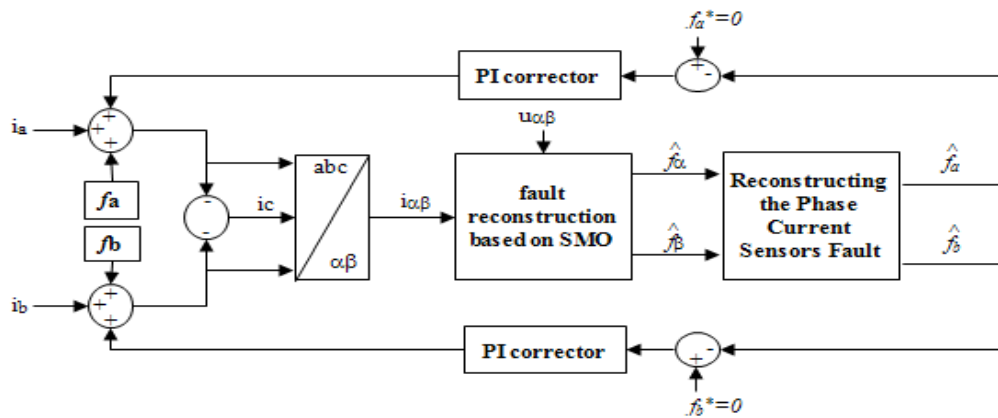 .fa*=0
+
-
PI corrector
+
+
+
ia
uαβ
fa
abc
fault
reconstruction
based on SMO
f̂α
Reconstructing
the Phase
Current
Sensors Fault
f̂a
-
ic
iαβ
-
fb
αβ
f̂β
f̂b
+
+
+
ib
PI corrector
-
+
.fb*=0